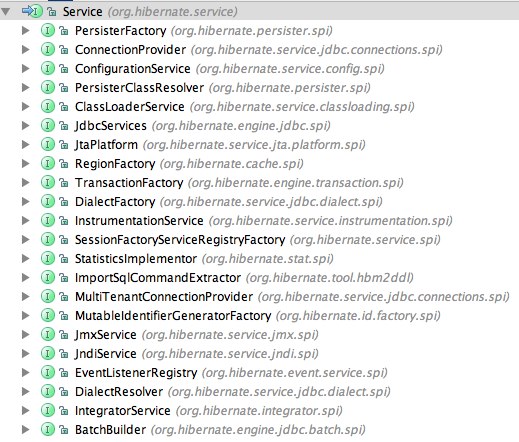 Service (org.hibernate.service)
PersisterFactory (org.hibernate.persister.spi)
ConnectionProvider (org.hibernate.service.jdbc.connections.spi)
ConfigurationService (org.hibernate.service.config.spi)
PersisterClassResolver (org.hibernate.persister.spi)
ClassLoaderService (org.hibernate.service.classloading.spi)
JdbcServices (org.hibernate.engine.jdbc.spi)
JtaPlatform (org.hibernate.service.jta.platform.spi)
RegionFactory (org.hibernate.cache.spi)
TransactionFactory (org.hibernate.engine.transaction.spi)
DialectFactory (org.hibernate.service.jdbc.dialect.spi)
InstrumentationService (org.hibernate.service.instrumentation.spi)
SessionFactoryServiceRegistryFactory (org.hibernate.service.spi)
StatisticsImplementor (org.hibernate.stat.spi)
ImportSqlCommandExtractor (org.hibernate.tool.hbm2ddl)
MultiTenantConnectionProvider (org.hibernate.service.jdbc.connections.spi)
MutableIdentifierGeneratorFactory (org.hibernate.id.factory.spi)
JmxService (org.hibernate.service.jmx.spi)
JndiService (org.hibernate.service.jndi.spi)
EventListenerRegistry (org.hibernate.event.service.spi)
DialectResolver (org.hibernate.service.jdbc.dialect.spi)
IntegratorService (org.hibernate.integrator.spi)
BatchBuilder (org.hibernate.engine.jdbc.batch.spi)